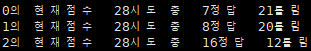 0의 현 재 점 수 28시 도 중 7정 답 21틀 림
1의 현 재 점 수 28시 도 중 8정 답 20틀 림
2의 현 재 점 수 28시 도 중 16정 답 12틀 림